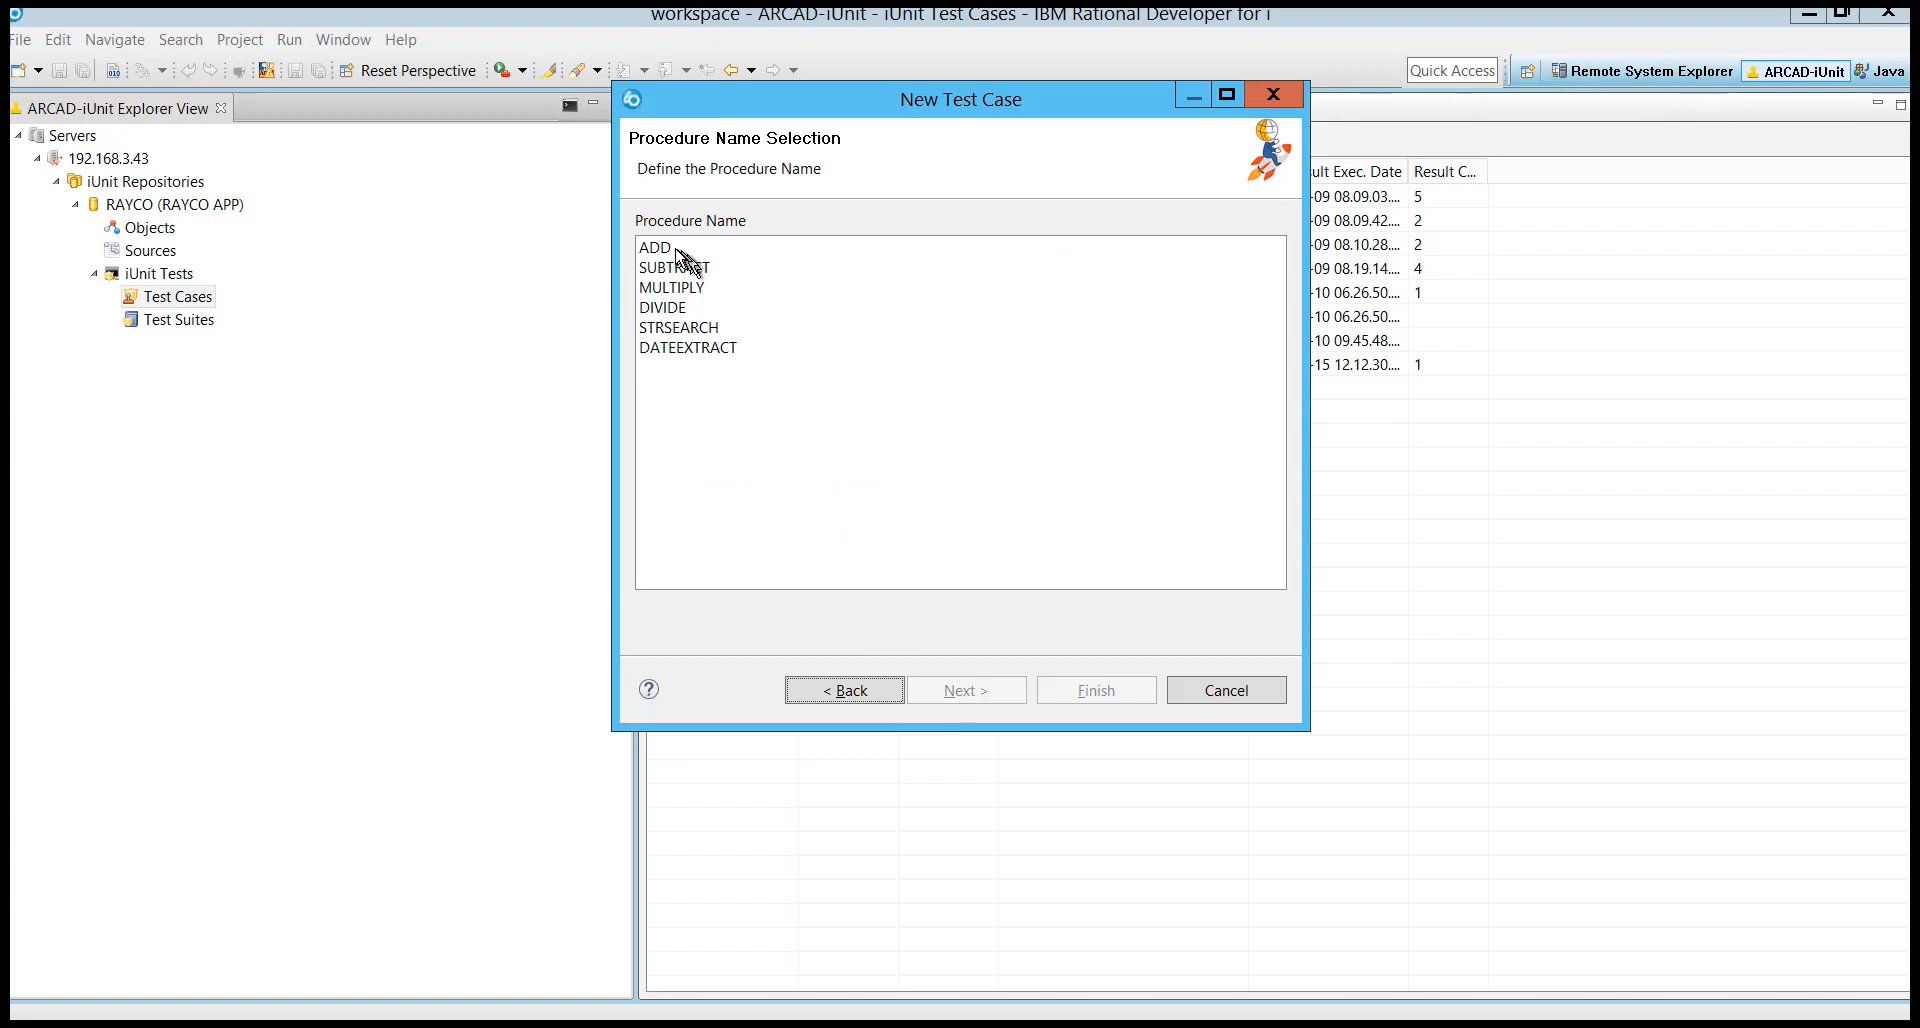 workspace - ARCAD-iUnit - iUnit Test Cases - IBM Rational Developer for i
File Edit Navigate Search Project Run Window Help
Reset Perspective
Quick Access
Remote System Explorer
ARCAD-iUnit
Java
ARCAD-iUnit Explorer View
Servers
192.168.3.43
iUnit Repositories
RAYCO (RAYCO APP)
Objects
Sources
iUnit Tests
Test Cases
Test Suites
New Test Case
Procedure Name Selection
Define the Procedure Name
Procedure Name
ADD
SUBTRACT
MULTIPLY
DIVIDE
STRSEARCH
DATEEXTRACT
? < Back Next > Finish Cancel
ult Exec. Date Result C...
-09 08.09.03.... 5
-09 08.09.42.... 2
-09 08.10.28.... 2
-09 08.19.14.... 4
-10 06.26.50.... 1
-10 06.26.50....
-10 09.45.48....
-15 12.12.30.... 1